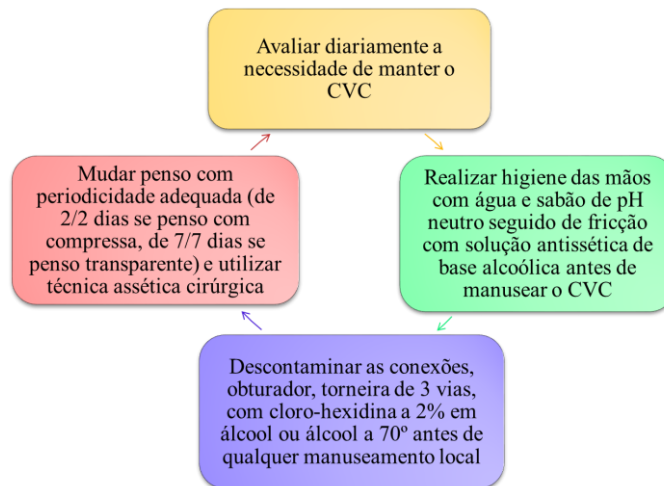 Avaliar diariamente a
necessidade de manter o
CVC
Realizar higiene das mãos
com água e sabão de pH
neutro seguido de fricção
com solução antissética de
base alcoólica antes de
manusear o CVC
Descontaminar as conexões,
obturador, torneira de 3 vias,
com cloro-hexidina a 2% em
álcool ou álcool a 70º antes de
qualquer manuseamento local
Mudar penso com
periodicidade adequada (de
2/2 dias se penso com
compressa, de 7/7 dias se
penso transparente) e utilizar
técnica assética cirúrgica